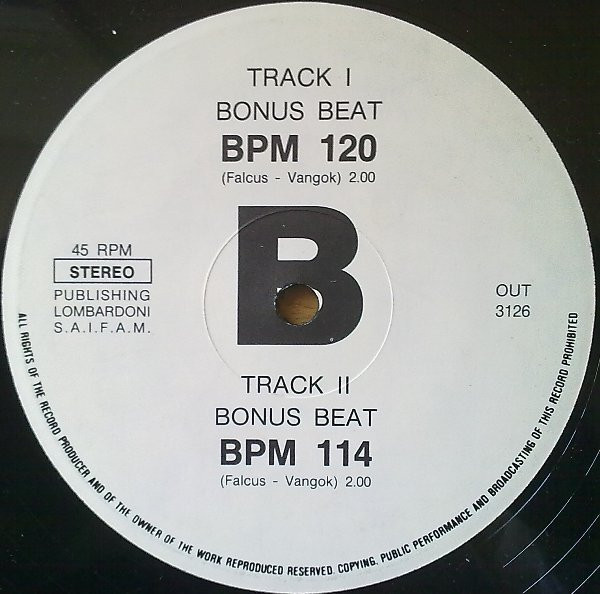 TRACK I
BONUS BEAT
BPM 120
(Falcus - Vangok) 2.00
B
45 RPM
STEREO
PUBLISHING
LOMBARDONI
S.A.I.F.A.M.
OUT
3126
TRACK II
BONUS BEAT
BPM 114
(Falcus - Vangok) 2.00
ALL RIGHTS OF THE RECORD PRODUCER AND OF THE OWNER OF THE WORK REPRODUCED RESERVED. COPYING, PUBLIC PERFORMANCE AND BROADCASTING OF THIS RECORD PROHIBITED